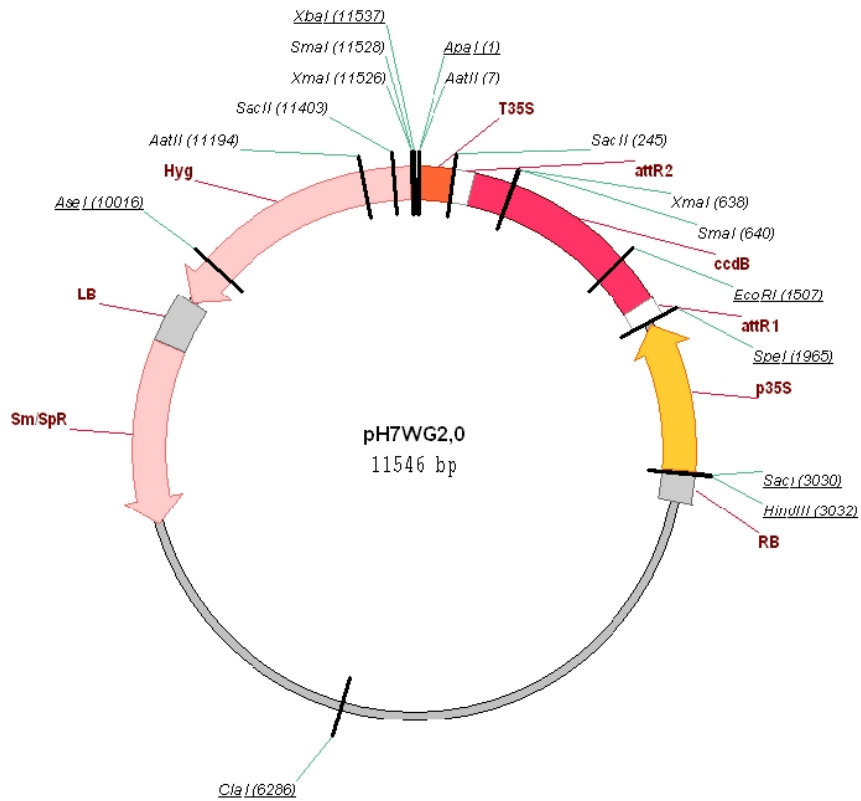 XbaI (11537)
SmaI (11528)
ApaI (1)
XmaI (11526)
AatII (7)
SacII (11403)
T35S
AatII (11194)
SacII (245)
Hyg
attR2
AseI (10016)
XmaI (638)
SmaI (640)
ccdB
LB
EcoRI (1507)
attR1
SpeI (1965)
p35S
Sm/SpR
pH7WG2,0
11546 bp
SacI (3030)
HindIII (3032)
RB
ClaI (6286)